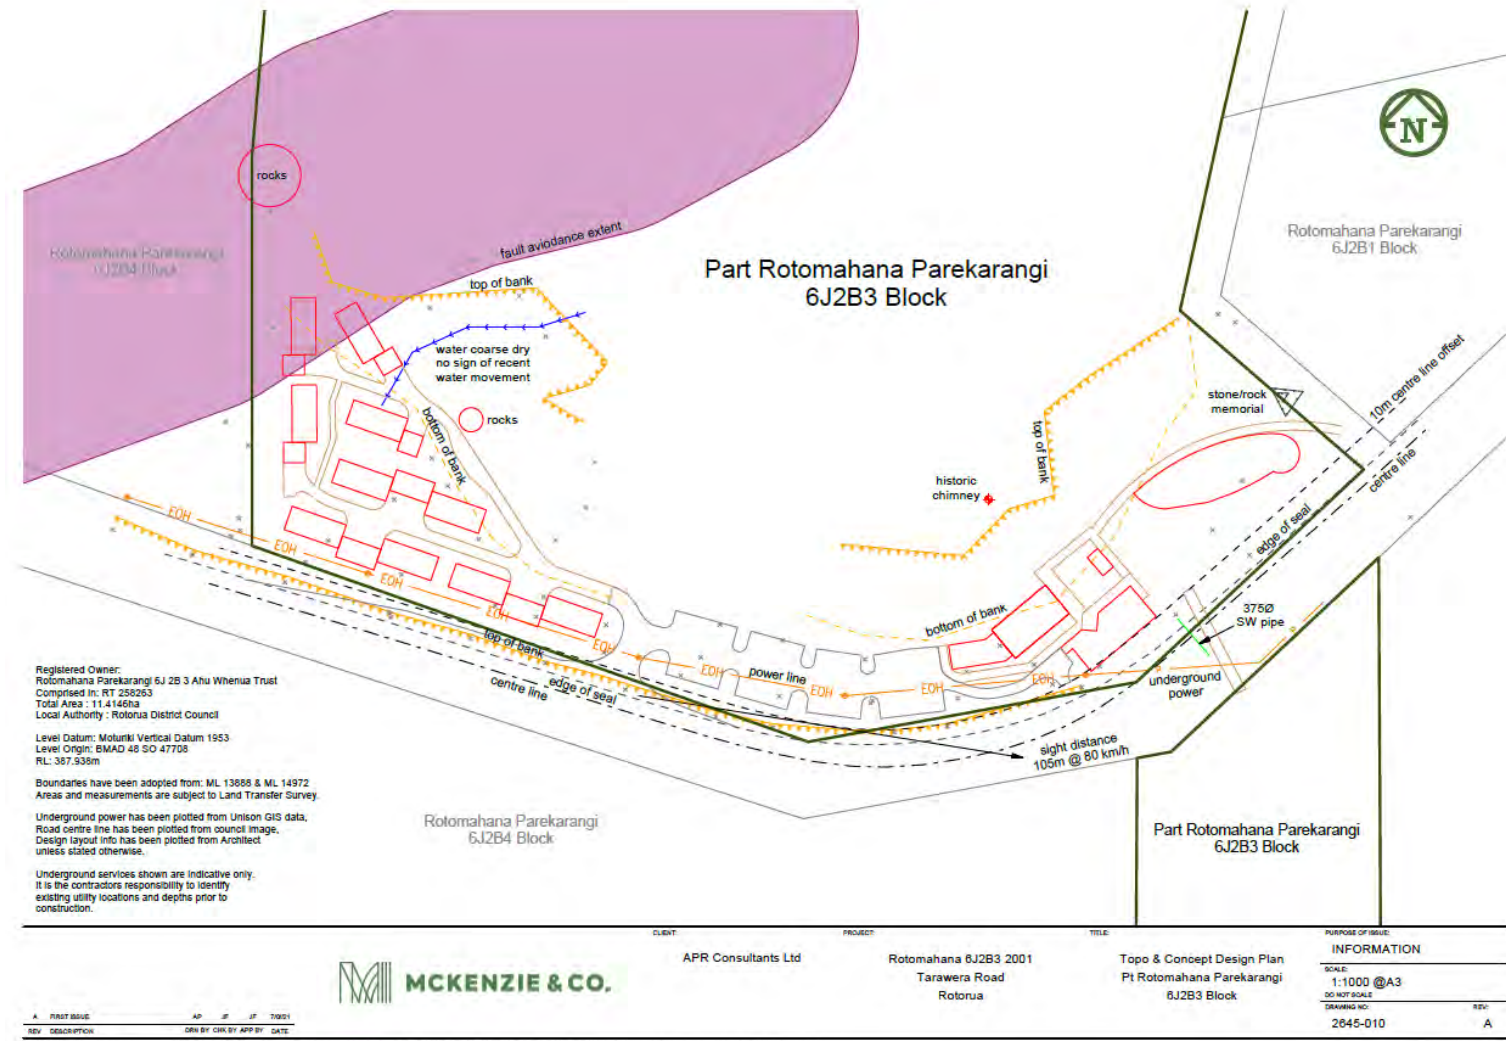 rocks
Rotomahana Parekarangi
6J2B4 Block
fault aviodance extent
top of bank
Part Rotomahana Parekarangi
6J2B3 Block
N
Rotomahana Parekarangi
6J2B1 Block
water coarse dry
no sign of recent
water movement
bottom of bank
rocks
stone/rock
memorial
10m centre line offset
top of bank
historic
chimney
centre line
edge of seal
EOH
EOH
EOH
EOH
EOH
EOH
EOH
EOH
EOH
top of bank
edge of seal
centre line
power line
bottom of bank
375Ø
SW pipe
underground
power
sight distance
105m @ 80 km/h
Registered Owner:
Rotomahana Parekarangi 6J 2B 3 Ahu Whenua Trust
Comprised in: RT 258263
Total Area : 11.4146ha
Local Authority : Rotorua District Council
Level Datum: Moturiki Vertical Datum 1953
Level Origin: BMAD 48 SO 47708
RL: 387.938m
Boundaries have been adopted from: ML 13888 & ML 14972
Areas and measurements are subject to Land Transfer Survey.
Underground power has been plotted from Unison GIS data,
Road centre line has been plotted from council image,
Design layout info has been plotted from Architect
unless stated otherwise.
Underground services shown are indicative only.
It is the contractors responsibility to identify
existing utility locations and depths prior to
construction.
Rotomahana Parekarangi
6J2B4 Block
Part Rotomahana Parekarangi
6J2B3 Block
MCKENZIE & CO.
CLIENT:
APR Consultants Ltd
PROJECT:
Rotomahana 6J2B3 2001
Tarawera Road
Rotorua
TITLE:
Topo & Concept Design Plan
Pt Rotomahana Parekarangi
6J2B3 Block
PURPOSE OF ISSUE:
INFORMATION
SCALE:
1:1000 @A3
DO NOT SCALE
DRAWING NO:
2645-010
REV:
A
A FIRST ISSUE AP JF JF
REV DESCRIPTION DRN BY CHK BY APP BY DATE